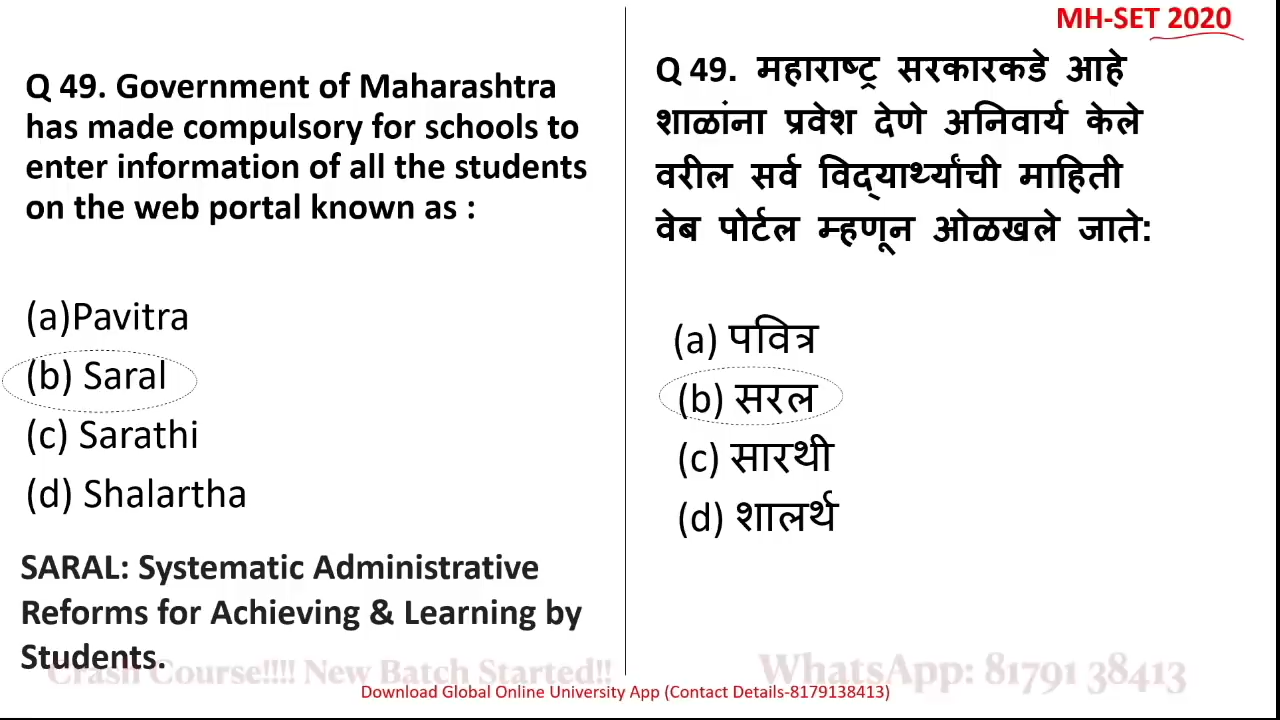 MH-SET 2020
Q 49. Government of Maharashtra
has made compulsory for schools to
enter information of all the students
on the web portal known as :
(a)Pavitra
(b) Saral
(c) Sarathi
(d) Shalartha
SARAL: Systematic Administrative
Reforms for Achieving & Learning by
Students.
Q 49. महाराष्ट्र सरकारकडे आहे
शाळांना प्रवेश देणे अनिवार्य केले
वरील सर्व विद्यार्थ्यांची माहिती
वेब पोर्टल म्हणून ओळखले जाते:
(a) पवित्र
(b) सरल
(c) सारथी
(d) शालर्थ
Crash Course!!!! New Batch Started!!
WhatsApp: 81791 38413
Download Global Online University App (Contact Details-8179138413)